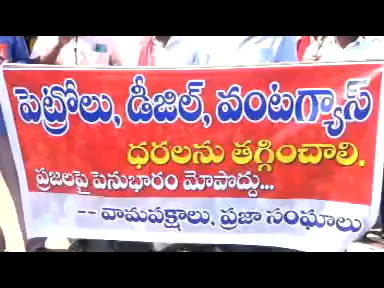 పెట్రోలు, డీజిల్, వంటగ్యాస్
ధరలను తగ్గించాలి.
ప్రజలపై పెనుభారం మోపొద్దు...
-- వామపక్షాలు, ప్రజా సంఘాలు